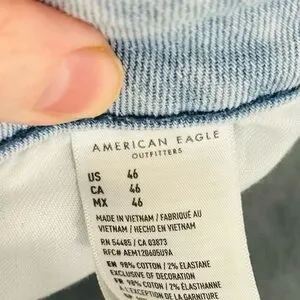 AMERICAN EAGLE
OUTFITTERS
US 46
CA 46
MX 46
MADE IN VIETNAM / FABRIQUÉ AU
VIETNAM / HECHO EN VIETNAM
RN 54485 / CA 03873
RFC# AEM120605U9A
EN 98% COTTON / 2% ELASTANE
EXCLUSIVE OF DECORATION
FR 98% COTON / 2% ÉLASTHANNE
À L'EXCEPTION DE LA GARNITURE